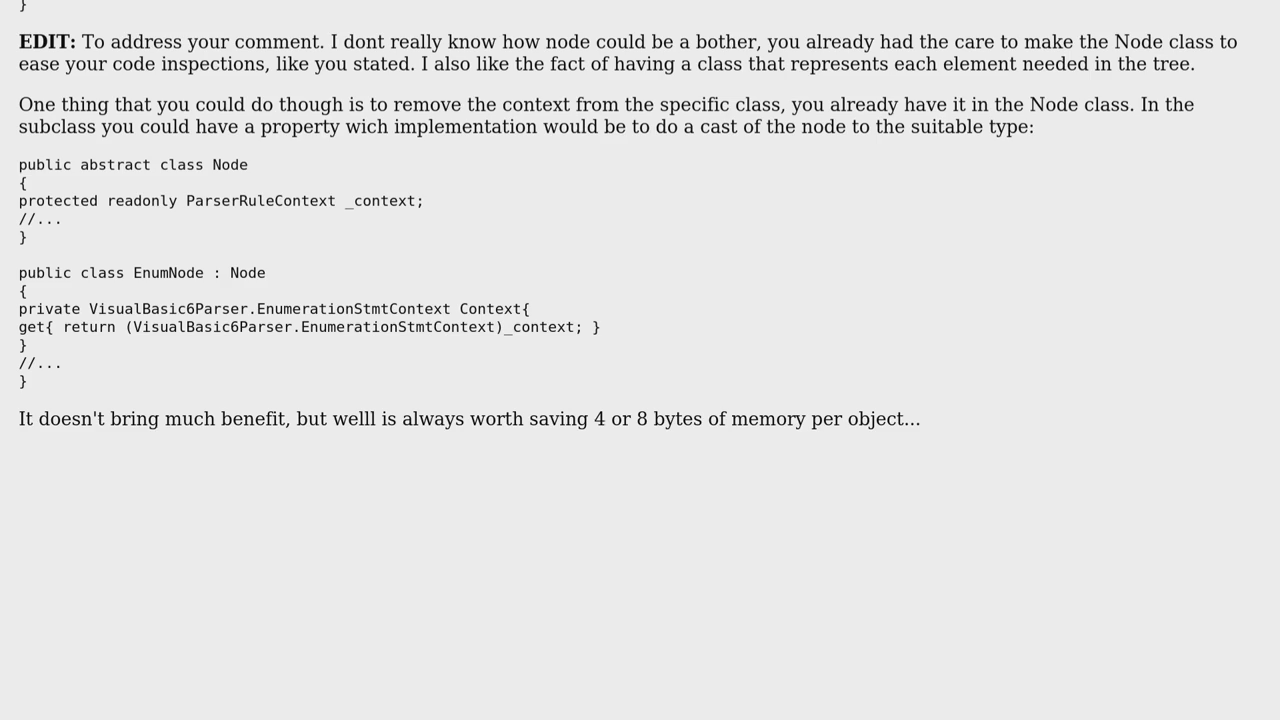 }
EDIT: To address your comment. I dont really know how node could be a bother, you already had the care to make the Node class to
ease your code inspections, like you stated. I also like the fact of having a class that represents each element needed in the tree.
One thing that you could do though is to remove the context from the specific class, you already have it in the Node class. In the
subclass you could have a property wich implementation would be to do a cast of the node to the suitable type:
public abstract class Node
{
protected readonly ParserRuleContext _context;
//...
}
public class EnumNode : Node
{
private VisualBasic6Parser.EnumerationStmtContext Context{
get{ return (VisualBasic6Parser.EnumerationStmtContext)_context; }
}
//...
}
It doesn't bring much benefit, but welll is always worth saving 4 or 8 bytes of memory per object...